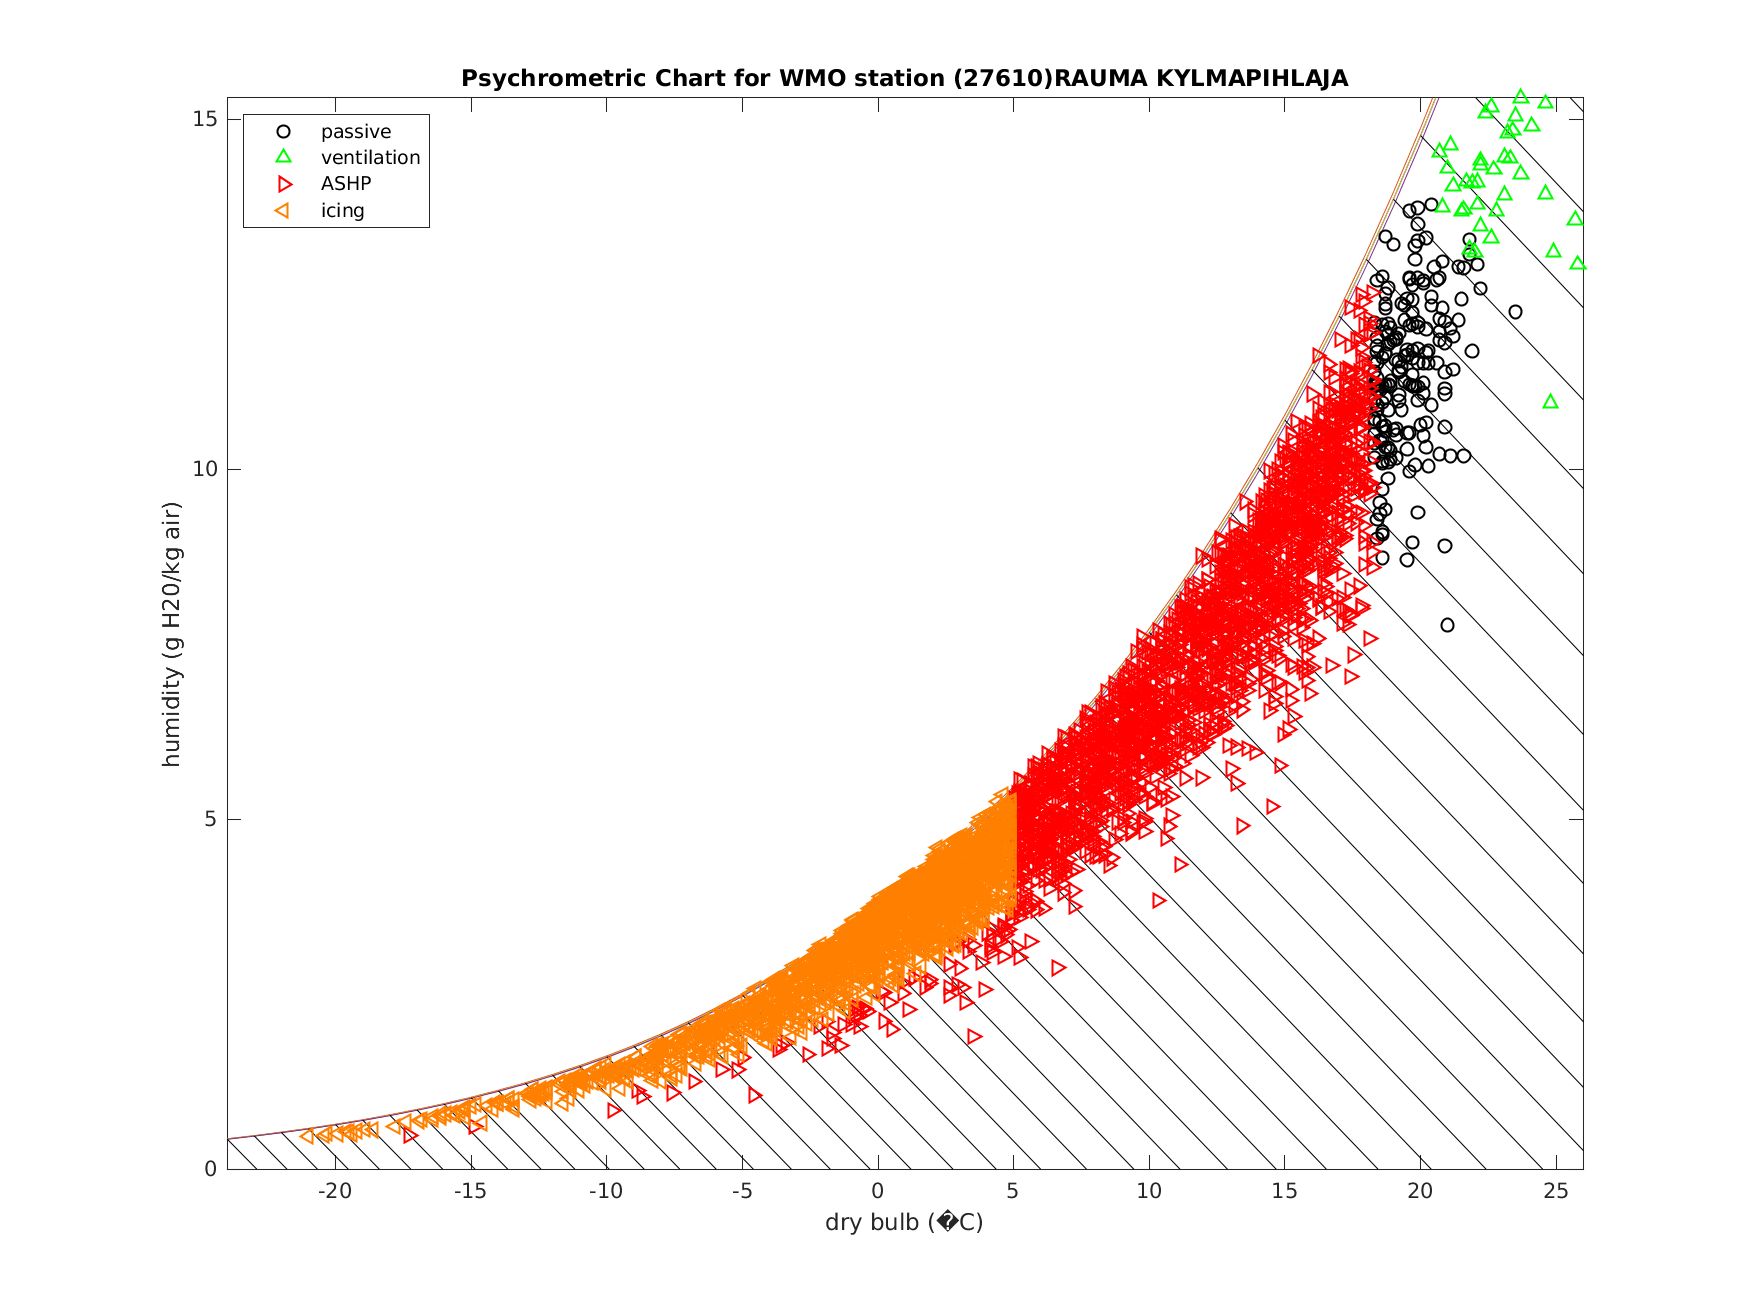 Psychrometric Chart for WMO station (27610)RAUMA KYLMAPIHLAJA
passive
ventilation
ASHP
icing
15
10
5
0
humidity (g H20/kg air)
-20 -15 -10 -5 0 5 10 15 20 25
dry bulb (�C)